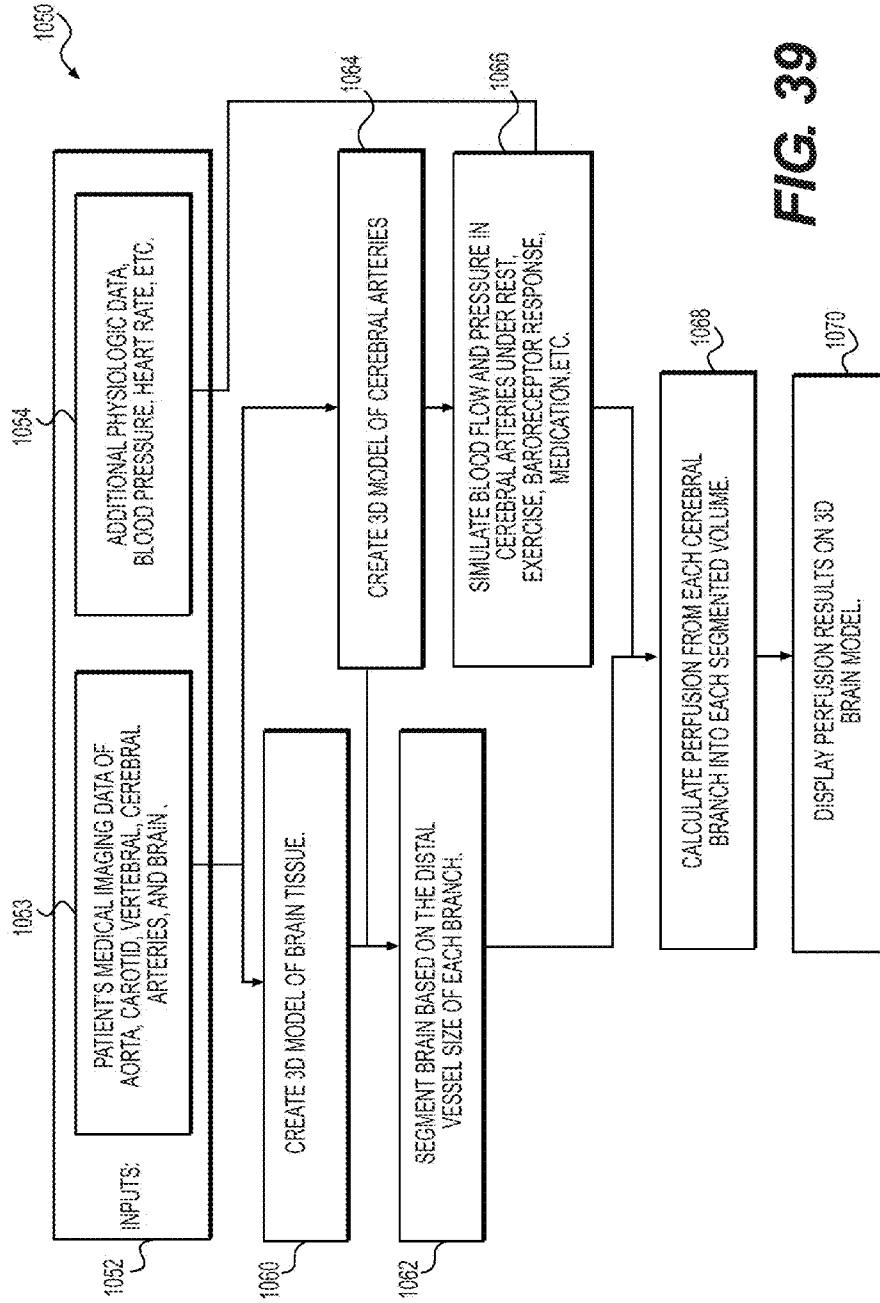 1050
1052
INPUTS:
1053
PATIENT'S MEDICAL IMAGING DATA OF
AORTA, CAROTID, VERTEBRAL, CEREBRAL
ARTERIES, AND BRAIN .
1054
ADDITIONAL PHYSIOLOGIC DATA,
BLOOD PRESSURE, HEART RATE, ETC.
1060
CREATE 3D MODEL OF BRAIN TISSUE.
1064
CREATE 3D MODEL OF CEREBRAL ARTERIES
1062
SEGMENT BRAIN BASED ON THE DISTAL
VESSEL SIZE OF EACH BRANCH.
1066
SIMULATE BLOOD FLOW AND PRESSURE IN
CEREBRAL ARTERIES UNDER REST,
EXERCISE, BARORECEPTOR RESPONSE,
MEDICATION,ETC.
1068
CALCULATE PERFUSION FROM EACH CEREBRAL
BRANCH INTO EACH SEGMENTED VOLUME.
1070
DISPLAY PERFUSION RESULTS ON 3D
BRAIN MODEL.
FIG. 39